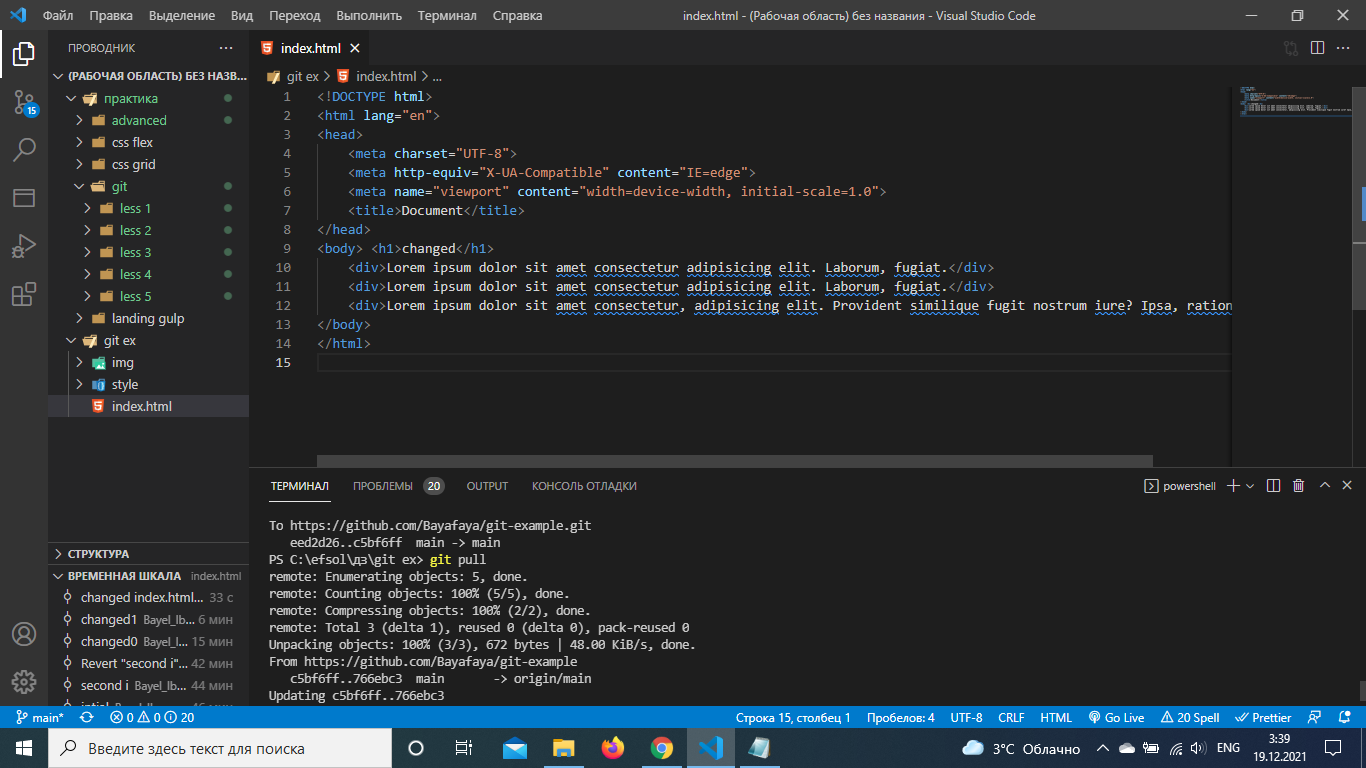 Файл Правка Выделение Вид Переход Выполнить Терминал Справка index.html - (Рабочая область) без названия - Visual Studio Code
ПРОВОДНИК ...
(РАБОЧАЯ ОБЛАСТЬ) БЕЗ НАЗВ...
практика
advanced
css flex
css grid
git
less 1
less 2
less 3
less 4
less 5
landing gulp
git ex
img
style
index.html
СТРУКТУРА
ВРЕМЕННАЯ ШКАЛА index.html
changed index.html... 33 с
changed1 Bayel_Ib... 6 мин
changed0 Bayel_I... 15 мин
Revert "second i"... 42 мин
second i Bayel_Ib... 44 мин
15
index.html
git ex > index.html > ...
1 <!DOCTYPE html>
2 <html lang="en">
3 <head>
4 <meta charset="UTF-8">
5 <meta http-equiv="X-UA-Compatible" content="IE=edge">
6 <meta name="viewport" content="width=device-width, initial-scale=1.0">
7 <title>Document</title>
8 </head>
9 <body> <h1>changed</h1>
10 <div>Lorem ipsum dolor sit amet consectetur adipisicing elit. Laborum, fugiat.</div>
11 <div>Lorem ipsum dolor sit amet consectetur adipisicing elit. Laborum, fugiat.</div>
12 <div>Lorem ipsum dolor sit amet consectetur, adipisicing elit. Provident similique fugit nostrum iure? Ipsa, ration
13 </body>
14 </html>
15
ТЕРМИНАЛ ПРОБЛЕМЫ 20 OUTPUT КОНСОЛЬ ОТЛАДКИ powershell
To https://github.com/Bayafaya/git-example.git
eed2d26..c5bf6ff main -> main
PS C:\efsol\дз\git ex> git pull
remote: Enumerating objects: 5, done.
remote: Counting objects: 100% (5/5), done.
remote: Compressing objects: 100% (2/2), done.
remote: Total 3 (delta 1), reused 0 (delta 0), pack-reused 0
Unpacking objects: 100% (3/3), 672 bytes | 48.00 KiB/s, done.
From https://github.com/Bayafaya/git-example
c5bf6ff..766ebc3 main -> origin/main
Updating c5bf6ff..766ebc3
main* 0 0 20 Строка 15, столбец 1 Пробелов: 4 UTF-8 CRLF HTML Go Live 20 Spell Prettier
Введите здесь текст для поиска 3°C Облачно ENG 3:39
19.12.2021